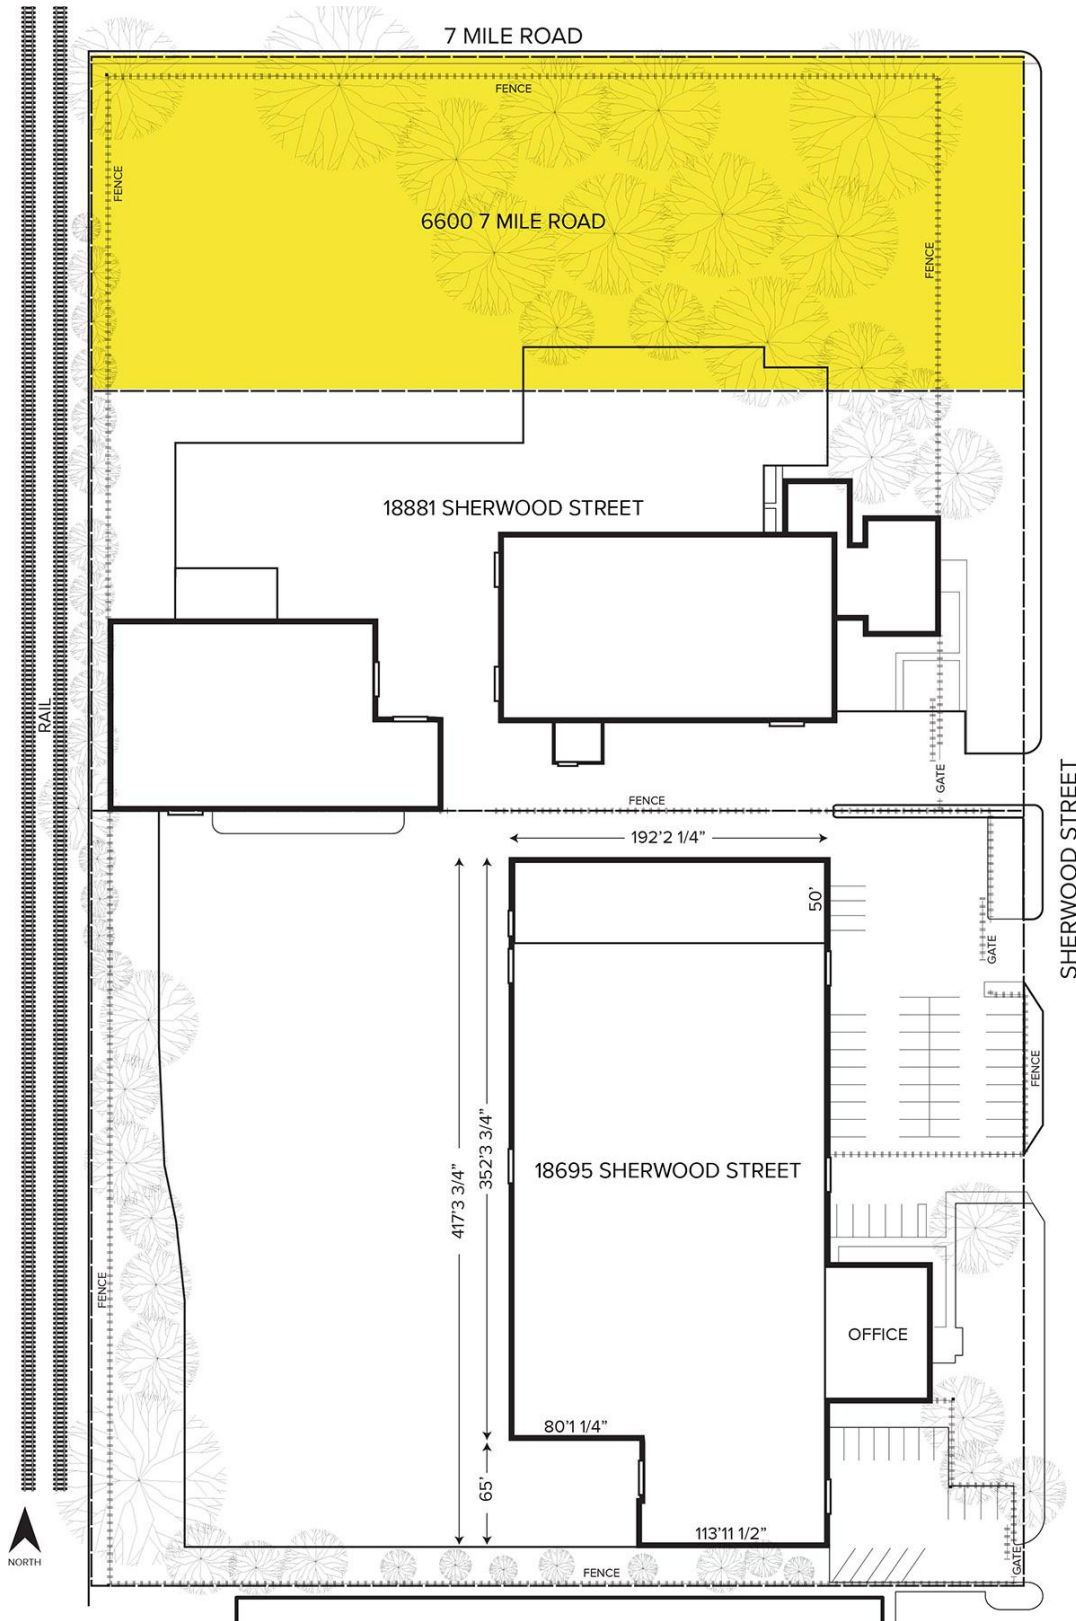 7 MILE ROAD
FENCE
FENCE
6600 7 MILE ROAD
FENCE
18881 SHERWOOD STREET
RAIL
GATE
SHERWOOD STREET
FENCE
192'2 1/4”
50'
GATE
FENCE
352'3 3/4”
417'3 3/4”
18695 SHERWOOD STREET
FENCE
OFFICE
80'1 1/4”
65'
113'11 1/2”
GATE
NORTH
FENCE